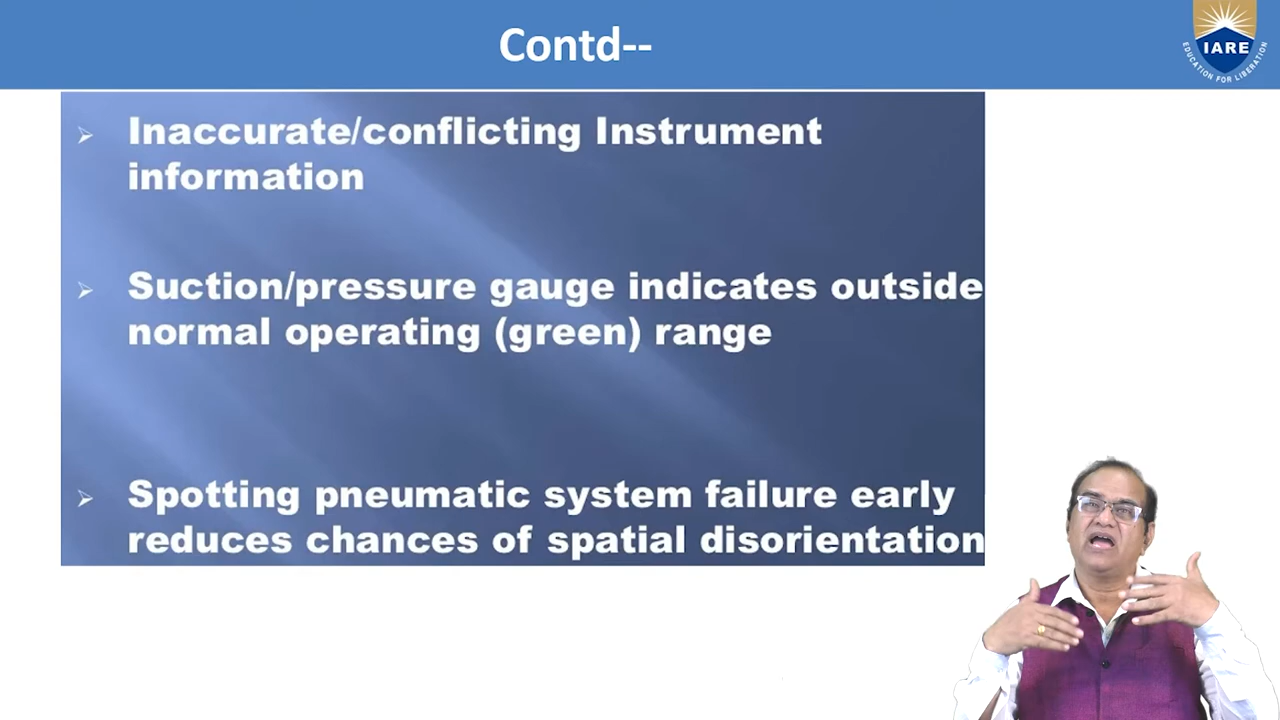 Contd--
IARE
EDUCATION FOR LIBERATION
Inaccurate/conflicting Instrument
information
Suction/pressure gauge indicates outside
normal operating (green) range
Spotting pneumatic system failure early
reduces chances of spatial disorientation